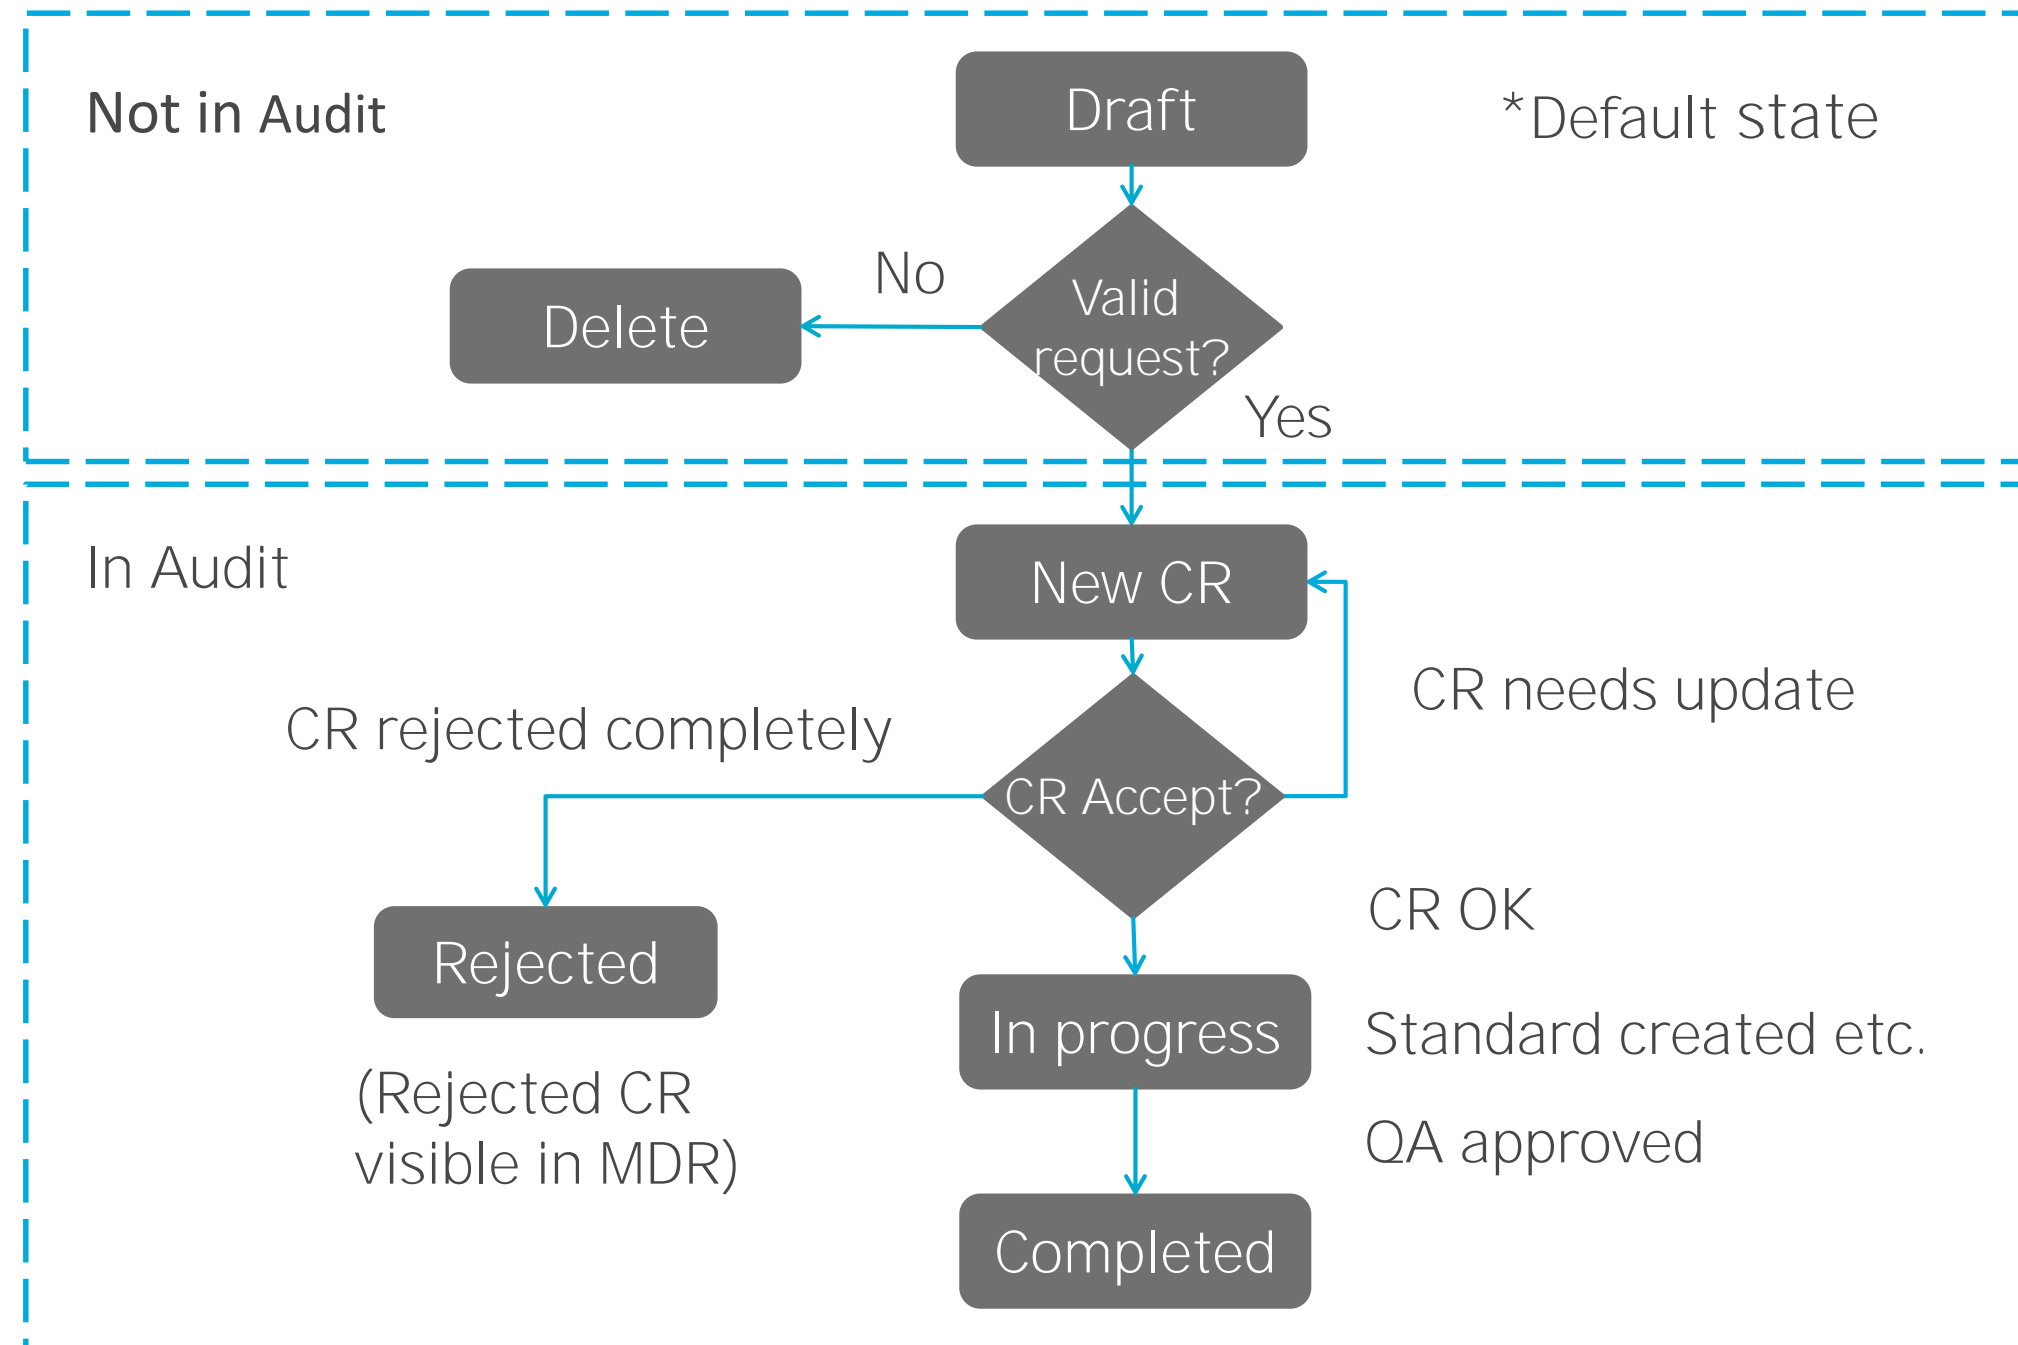 Not in Audit
Draft
*Default state
No
Delete
Valid
request?
Yes
In Audit
New CR
CR needs update
CR rejected completely
CR Accept?
CR OK
Rejected
In progress
Standard created etc.
(Rejected CR
visible in MDR)
QA approved
Completed